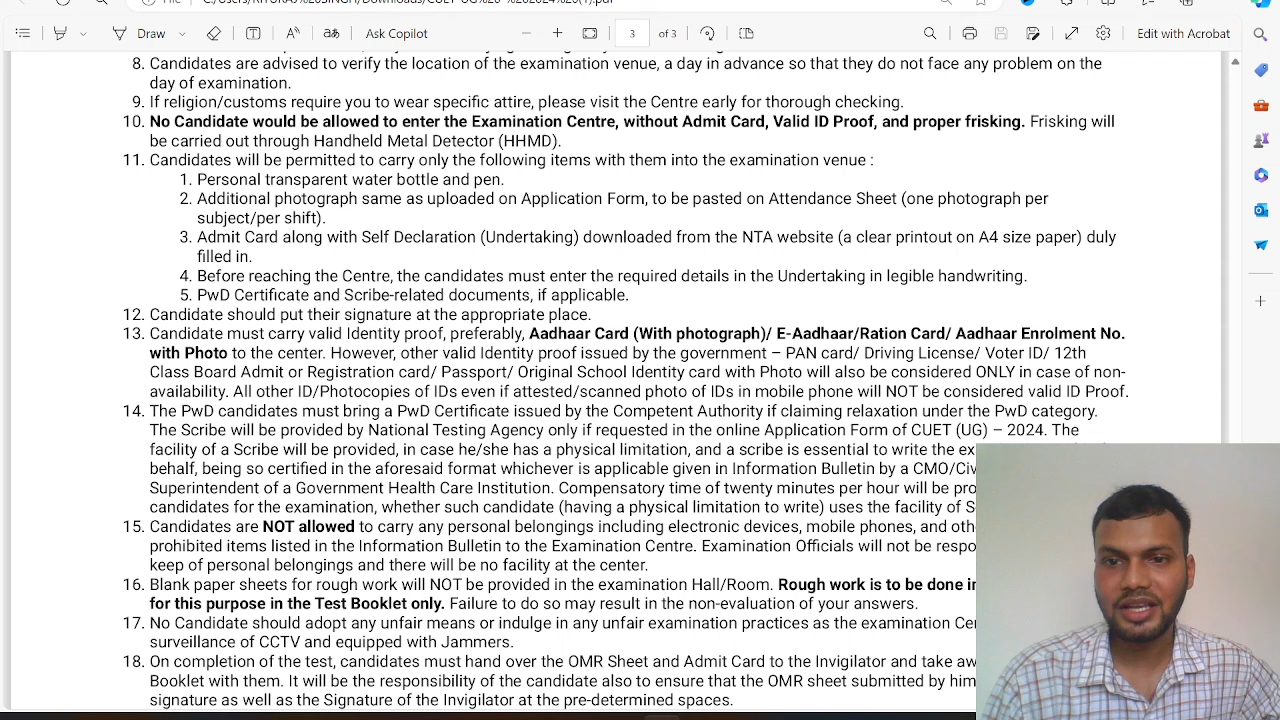 Draw
Ask Copilot
3 of 3
Edit with Acrobat
8. Candidates are advised to verify the location of the examination venue, a day in advance so that they do not face any problem on the
day of examination.
9. If religion/customs require you to wear specific attire, please visit the Centre early for thorough checking.
10. No Candidate would be allowed to enter the Examination Centre, without Admit Card, Valid ID Proof, and proper frisking. Frisking will
be carried out through Handheld Metal Detector (HHMD).
11. Candidates will be permitted to carry only the following items with them into the examination venue :
1. Personal transparent water bottle and pen.
2. Additional photograph same as uploaded on Application Form, to be pasted on Attendance Sheet (one photograph per
subject/per shift).
3. Admit Card along with Self Declaration (Undertaking) downloaded from the NTA website (a clear printout on A4 size paper) duly
filled in.
4. Before reaching the Centre, the candidates must enter the required details in the Undertaking in legible handwriting.
5. PwD Certificate and Scribe-related documents, if applicable.
12. Candidate should put their signature at the appropriate place.
13. Candidate must carry valid Identity proof, preferably, Aadhaar Card (With photograph)/ E-Aadhaar/Ration Card/ Aadhaar Enrolment No.
with Photo to the center. However, other valid Identity proof issued by the government – PAN card/ Driving License/ Voter ID/ 12th
Class Board Admit or Registration card/ Passport/ Original School Identity card with Photo will also be considered ONLY in case of non-
availability. All other ID/Photocopies of IDs even if attested/scanned photo of IDs in mobile phone will NOT be considered valid ID Proof.
14. The PwD candidates must bring a PwD Certificate issued by the Competent Authority if claiming relaxation under the PwD category.
The Scribe will be provided by National Testing Agency only if requested in the online Application Form of CUET (UG) – 2024. The
facility of a Scribe will be provided, in case he/she has a physical limitation, and a scribe is essential to write the ex
behalf, being so certified in the aforesaid format whichever is applicable given in Information Bulletin by a CMO/Civ
Superintendent of a Government Health Care Institution. Compensatory time of twenty minutes per hour will be pro
candidates for the examination, whether such candidate (having a physical limitation to write) uses the facility of S
15. Candidates are NOT allowed to carry any personal belongings including electronic devices, mobile phones, and oth
prohibited items listed in the Information Bulletin to the Examination Centre. Examination Officials will not be respo
keep of personal belongings and there will be no facility at the center.
16. Blank paper sheets for rough work will NOT be provided in the examination Hall/Room. Rough work is to be done in
for this purpose in the Test Booklet only. Failure to do so may result in the non-evaluation of your answers.
17. No Candidate should adopt any unfair means or indulge in any unfair examination practices as the examination Cen
surveillance of CCTV and equipped with Jammers.
18. On completion of the test, candidates must hand over the OMR Sheet and Admit Card to the Invigilator and take aw
Booklet with them. It will be the responsibility of the candidate also to ensure that the OMR sheet submitted by him
signature as well as the Signature of the Invigilator at the pre-determined spaces.